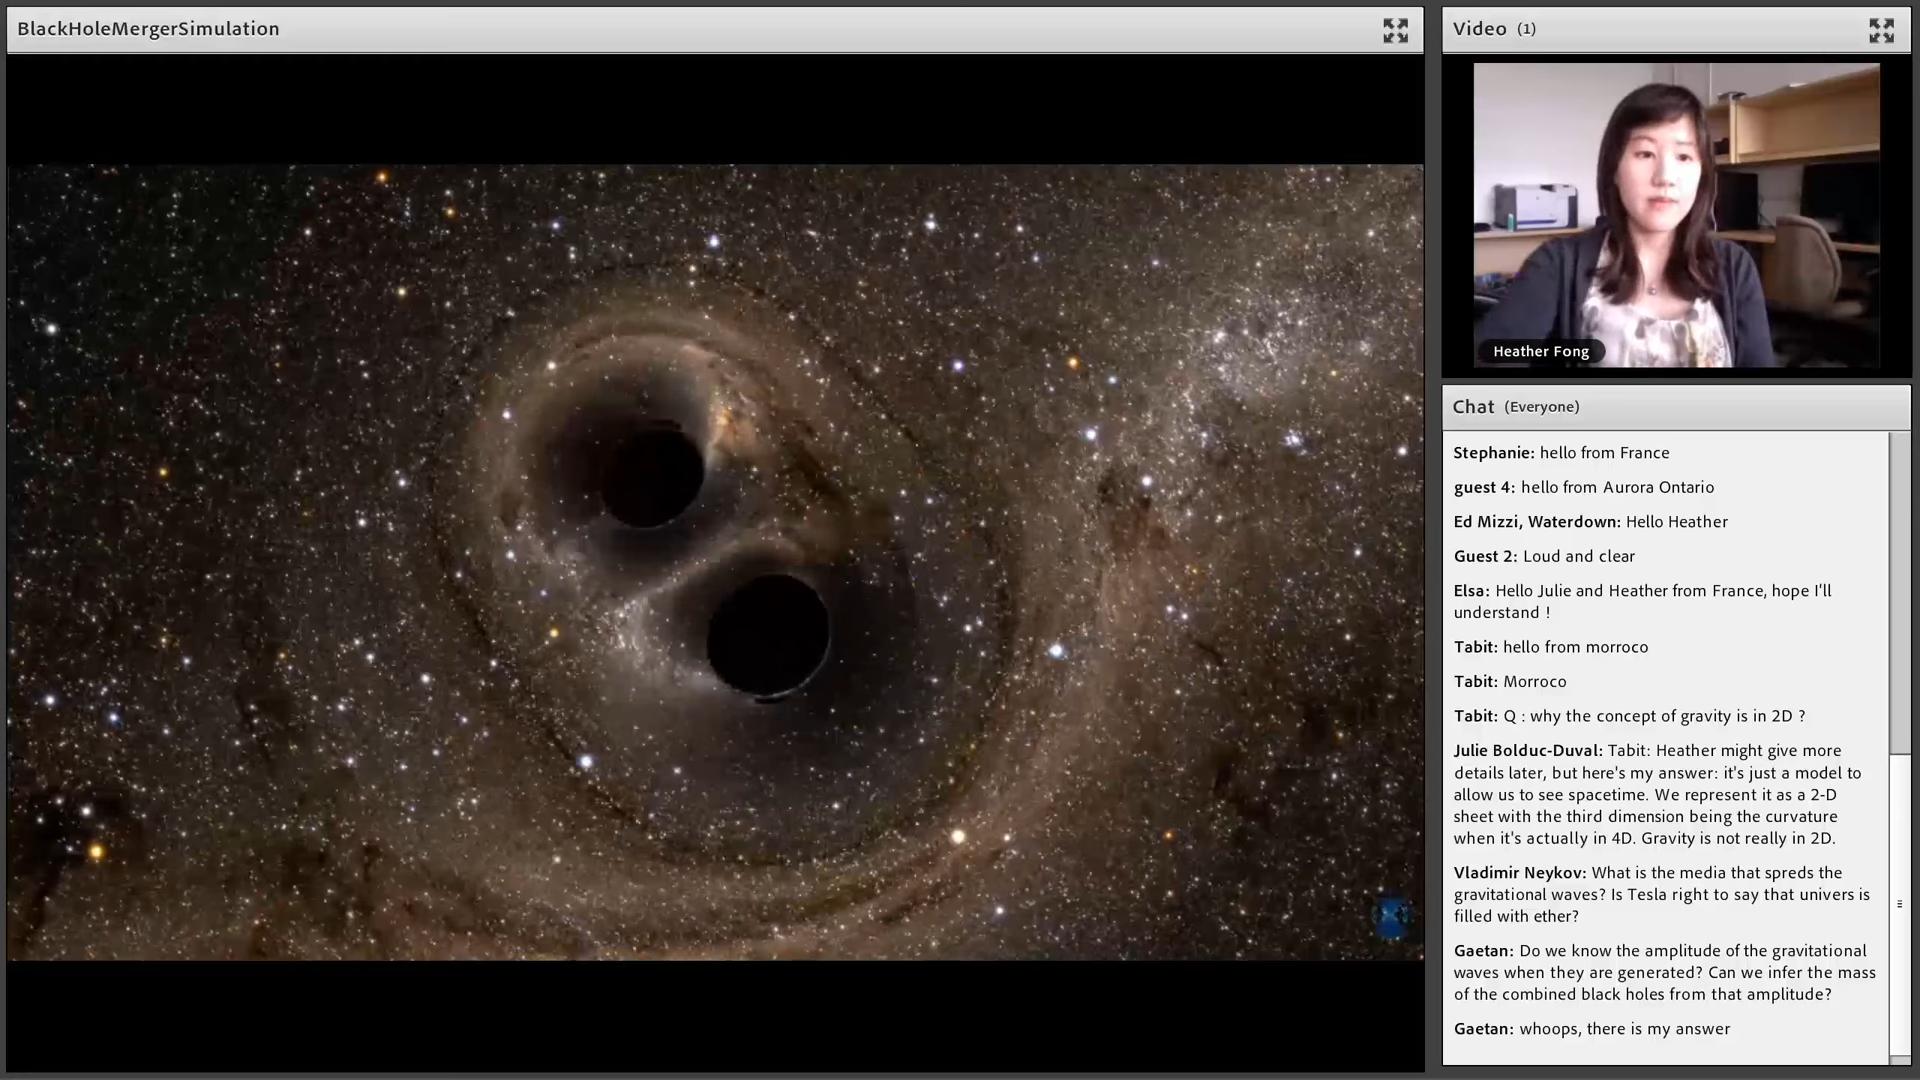 BlackHoleMergerSimulation
Video (1)
Heather Fong
Chat (Everyone)
Stephanie: hello from France
guest 4: hello from Aurora Ontario
Ed Mizzi, Waterdown: Hello Heather
Guest 2: Loud and clear
Elsa: Hello Julie and Heather from France, hope I'll
understand !
Tabit: hello from morroco
Tabit: Morroco
Tabit: Q : why the concept of gravity is in 2D ?
Julie Bolduc-Duval: Tabit: Heather might give more
details later, but here's my answer: it's just a model to
allow us to see spacetime. We represent it as a 2-D
sheet with the third dimension being the curvature
when it's actually in 4D. Gravity is not really in 2D.
Vladimir Neykov: What is the media that spreds the
gravitational waves? Is Tesla right to say that univers is
filled with ether?
Gaetan: Do we know the amplitude of the gravitational
waves when they are generated? Can we infer the mass
of the combined black holes from that amplitude?
Gaetan: whoops, there is my answer